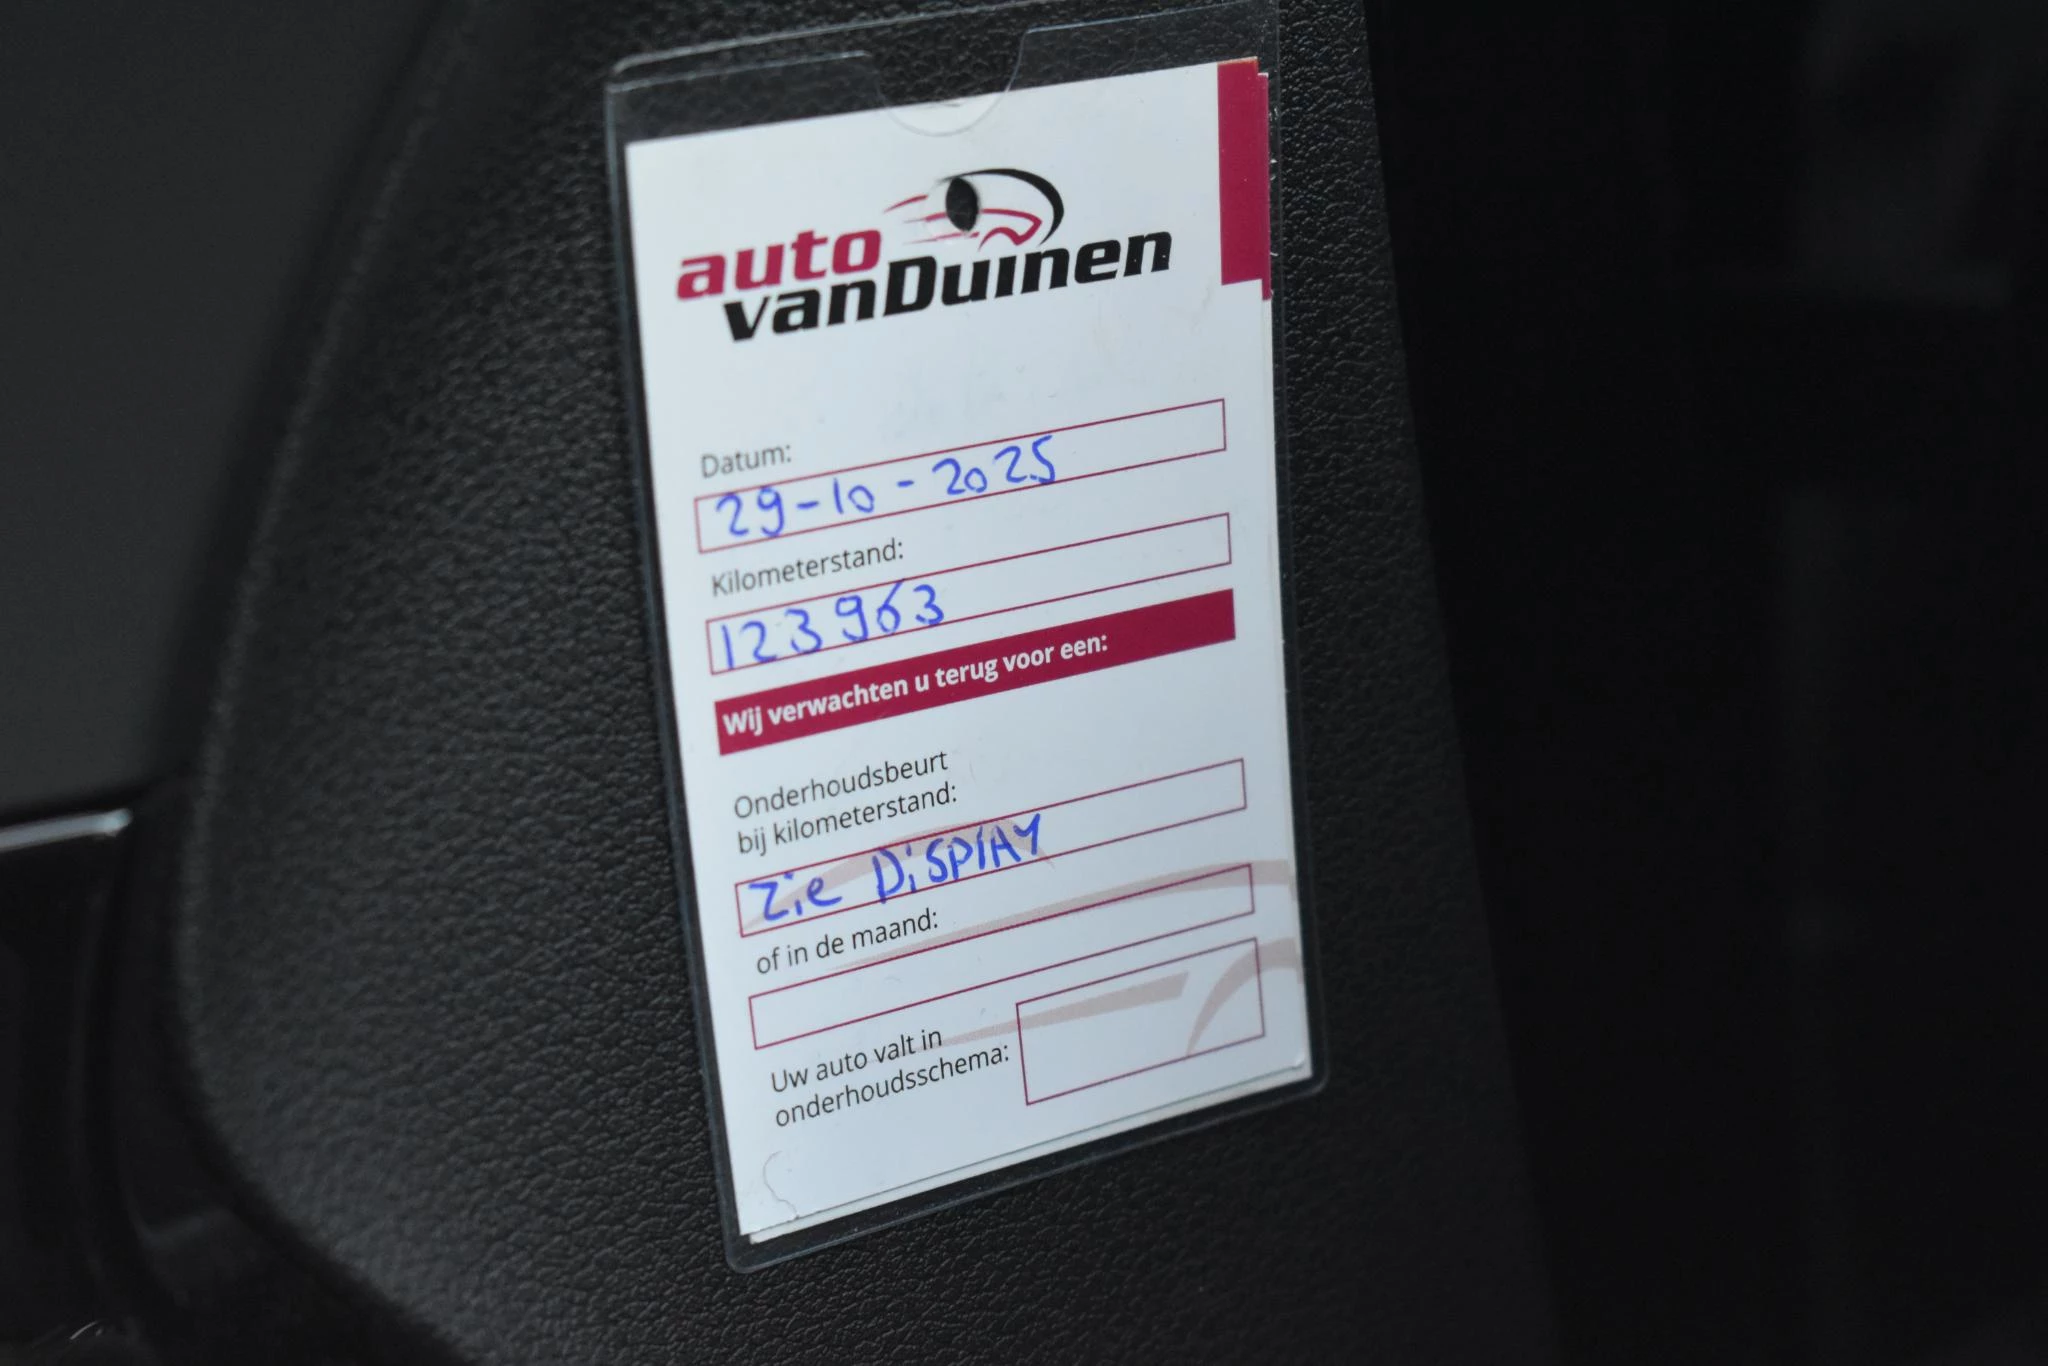 auto
vanDuinen
Datum:
29-10-2025
Kilometerstand:
123963
Wij verwachten u terug voor een:
Onderhoudsbeurt
bij kilometerstand:
Zie DiSPlAY
of in de maand:
Uw auto valt in
onderhoudsschema: